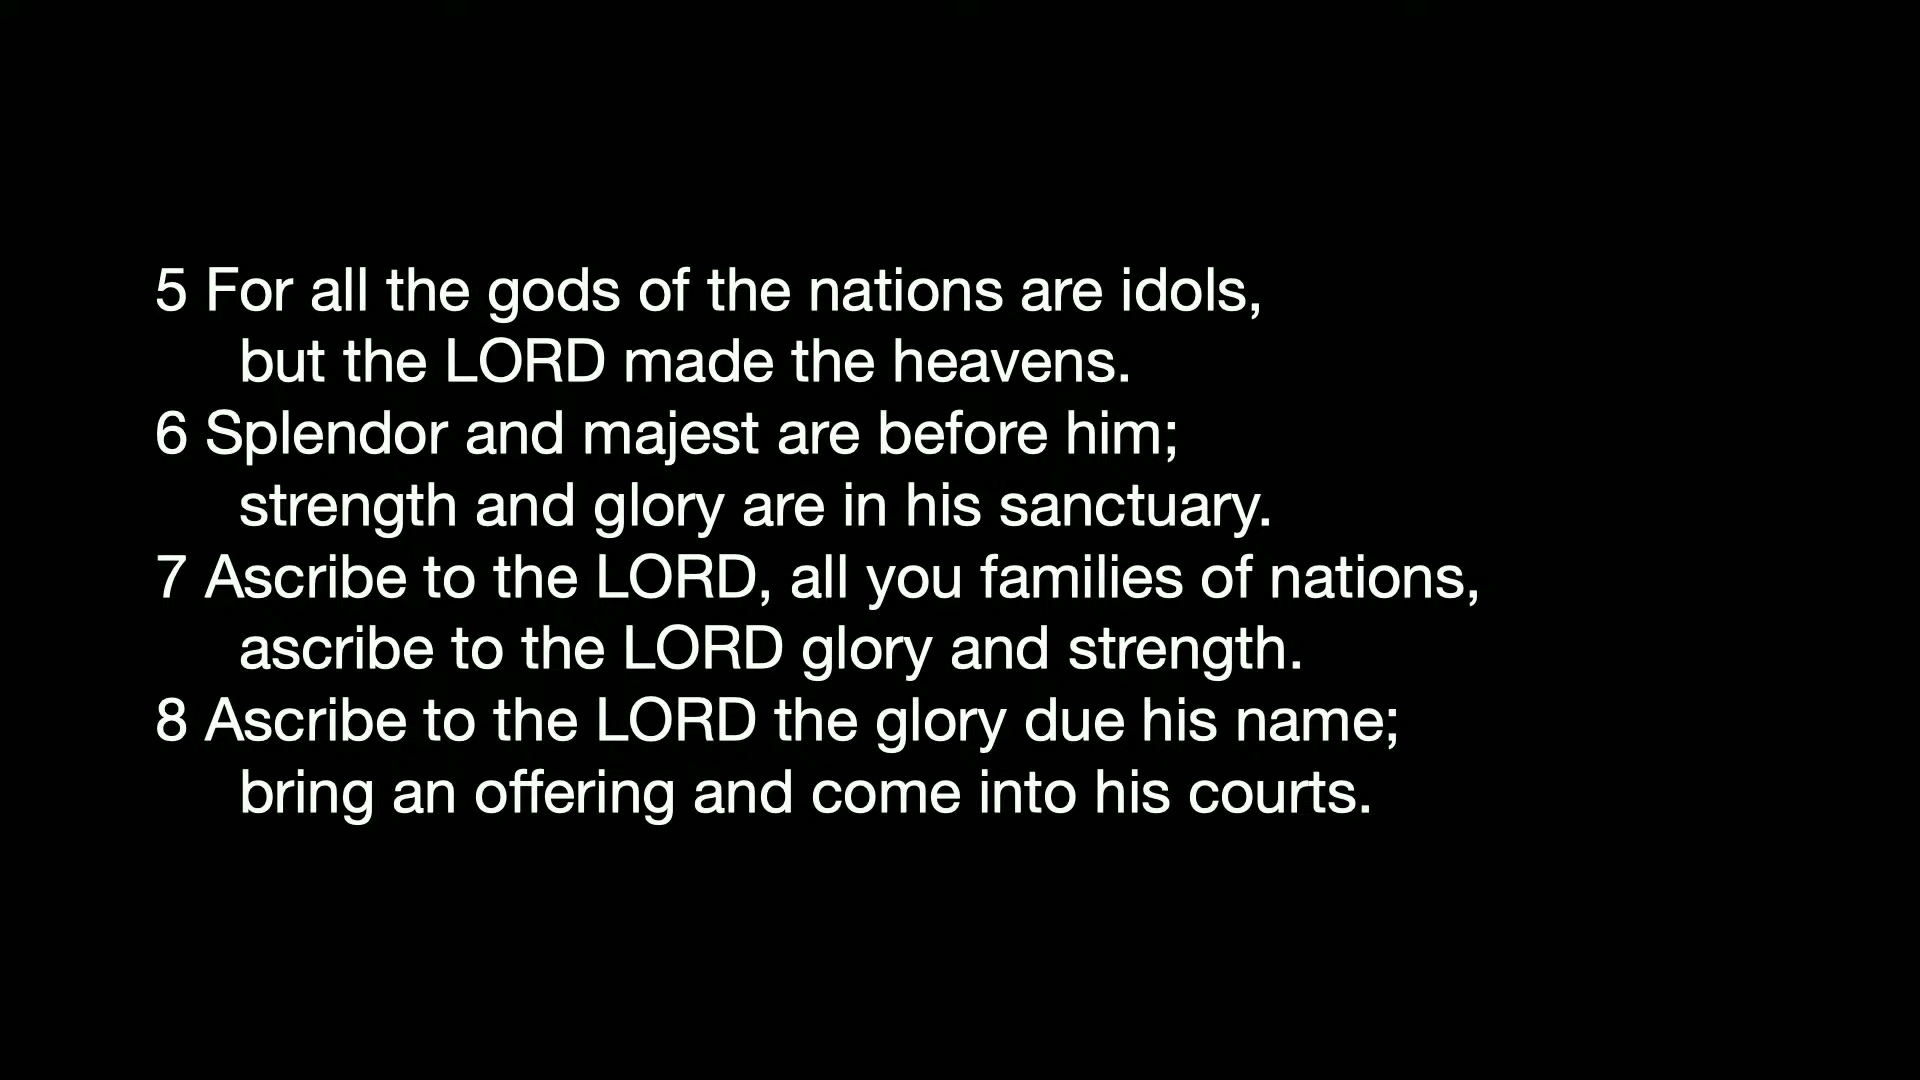 5 For all the gods of the nations are idols,
but the LORD made the heavens.
6 Splendor and majest are before him;
strength and glory are in his sanctuary.
7 Ascribe to the LORD, all you families of nations,
ascribe to the LORD glory and strength.
8 Ascribe to the LORD the glory due his name;
bring an offering and come into his courts.